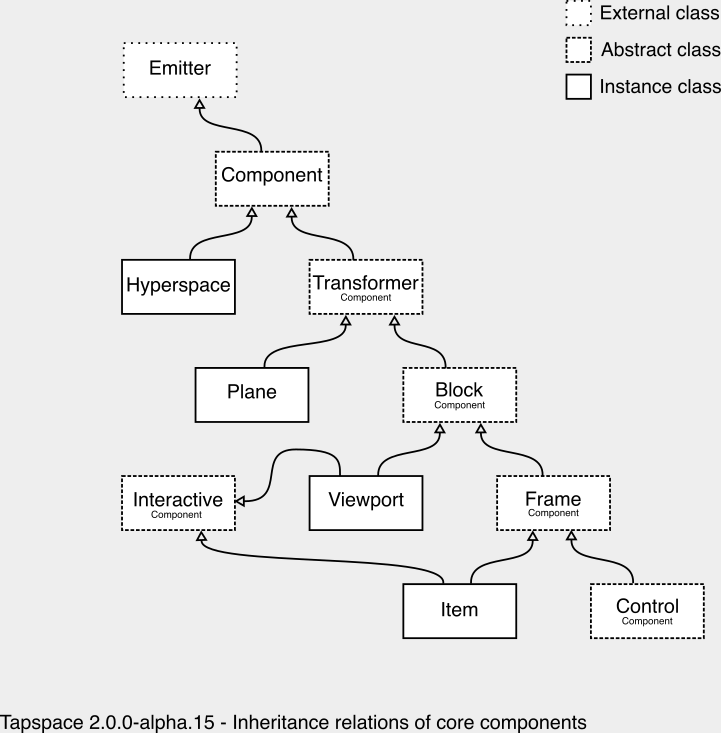 External class
Abstract class
Instance class
Emitter
Component
Hyperspace
Transformer
Component
Plane
Block
Component
Interactive
Component
Viewport
Frame
Component
Item
Control
Component
Tapspace 2.0.0-alpha.15 - Inheritance relations of core components